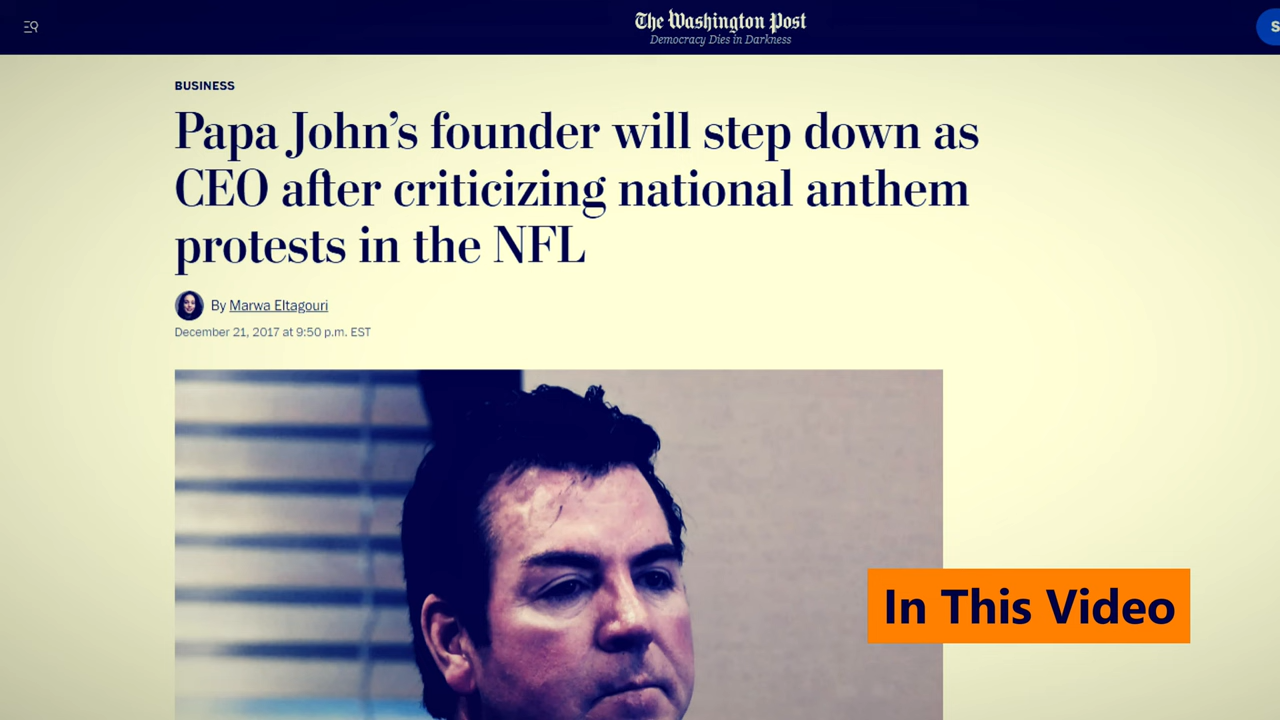 The Washington Post
Democracy Dies in Darkness
S
BUSINESS
Papa John’s founder will step down as
CEO after criticizing national anthem
protests in the NFL
By Marwa Eltagouri
December 21, 2017 at 9:50 p.m. EST
In This Video